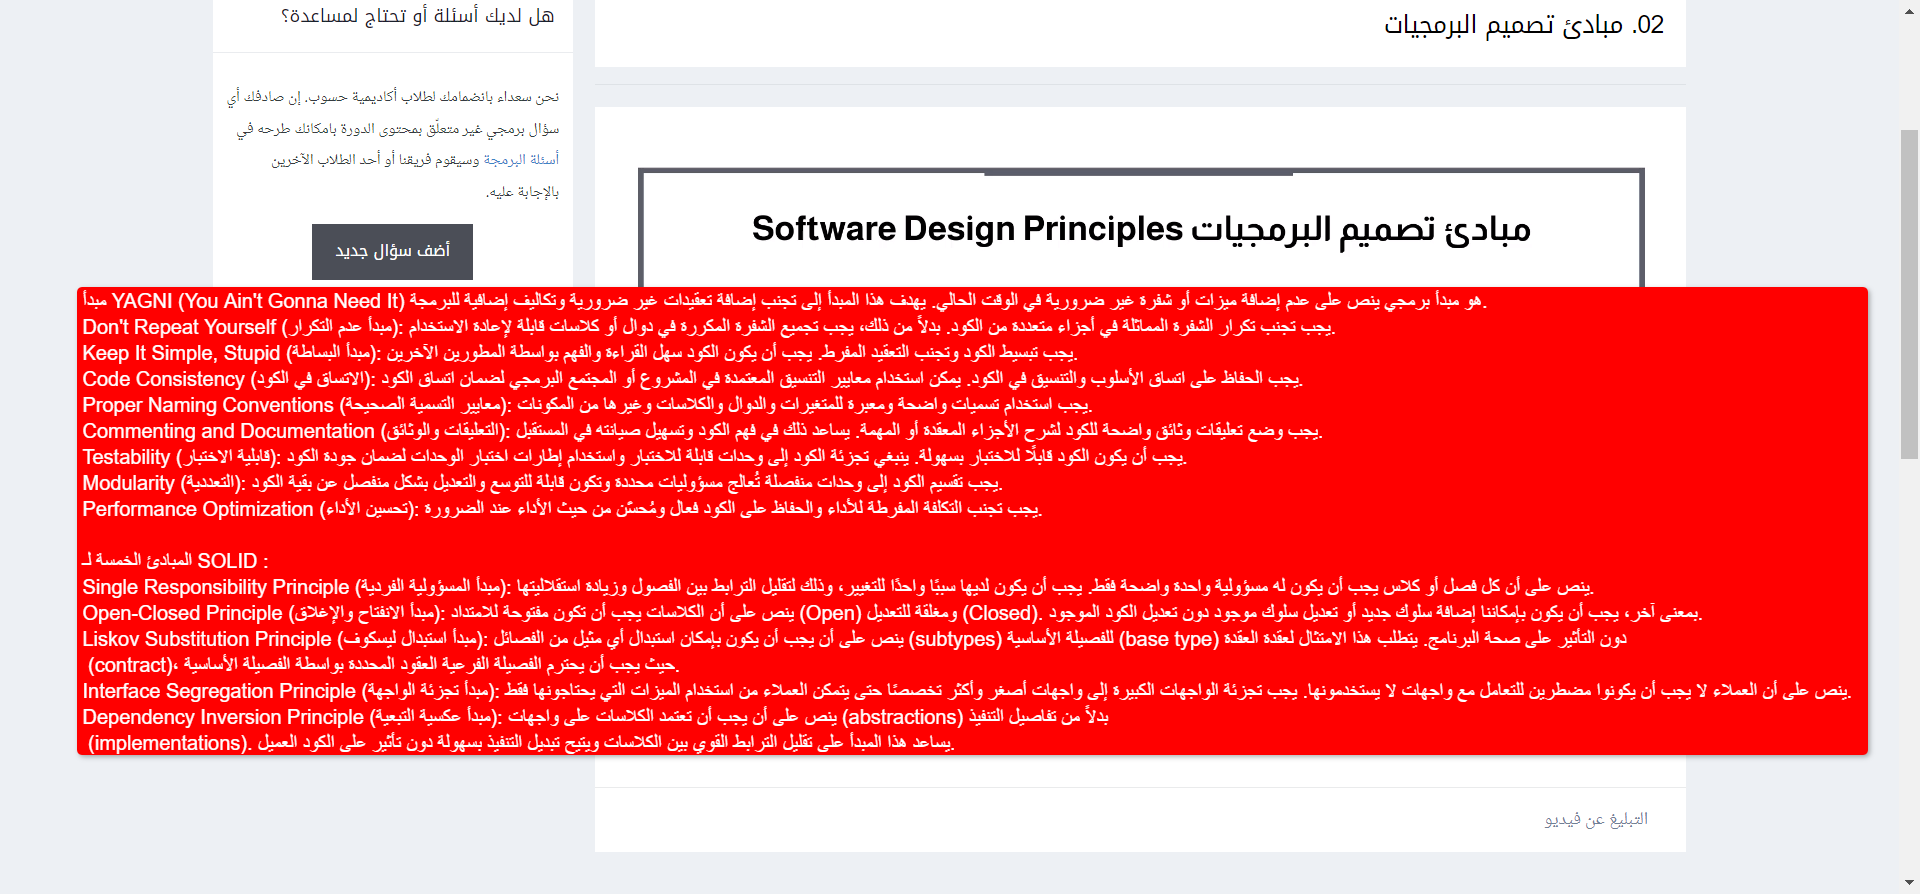 02. مبادئ تصميم البرمجيات
هل لديك أسئلة أو تحتاج لمساعدة؟
نحن سعداء بانضمامك لطلاب أكاديمية حسوب. إن صادفك أي
سؤال برمجي غير متعلّق بمحتوى الدورة بامكانك طرحه في
أسئلة البرمجة وسيقوم فريقنا أو أحد الطلاب الآخرين
بالإجابة عليه.
أضف سؤال جديد
مبادئ تصميم البرمجيات Software Design Principles
مبدأ YAGNI (You Ain't Gonna Need It) هو مبدأ برمجي ينص على عدم إضافة ميزات أو شفرة غير ضرورية في الوقت الحالي. يهدف هذا المبدأ إلى تجنب إضافة تعقيدات غير ضرورية وتكاليف إضافية للبرمجة.
Don't Repeat Yourself (مبدأ عدم التكرار): يجب تجنب تكرار الشفرة المماثلة في أجزاء متعددة من الكود. بدلاً من ذلك، يجب تجميع الشفرة المكررة في دوال أو كلاسات قابلة لإعادة الاستخدام.
Keep It Simple, Stupid (مبدأ البساطة): يجب تبسيط الكود وتجنب التعقيد المفرط. يجب أن يكون الكود سهل القراءة والفهم بواسطة المطورين الآخرين.
Code Consistency (الاتساق في الكود): يجب الحفاظ على اتساق الأسلوب والتنسيق في الكود. يمكن استخدام معايير التنسيق المعتمدة في المشروع أو المجتمع البرمجي لضمان اتساق الكود.
Proper Naming Conventions (معايير التسمية الصحيحة): يجب استخدام تسميات واضحة ومعبرة للمتغيرات والدوال والكلاسات وغيرها من المكونات.
Commenting and Documentation (التعليقات والوثائق): يجب وضع تعليقات وثائق واضحة للكود لشرح الأجزاء المعقدة أو المهمة. يساعد ذلك في فهم الكود وتسهيل صيانته في المستقبل.
Testability (قابلية الاختبار): يجب أن يكون الكود قابلًا للاختبار بسهولة. ينبغي تجزئة الكود إلى وحدات قابلة للاختبار واستخدام إطارات اختبار الوحدات لضمان جودة الكود.
Modularity (التعددية): يجب تقسيم الكود إلى وحدات منفصلة تُعالج مسؤوليات محددة وتكون قابلة للتوسع والتعديل بشكل منفصل عن بقية الكود.
Performance Optimization (تحسين الأداء): يجب تجنب التكلفة المفرطة للأداء والحفاظ على الكود فعال ومُحسَّن من حيث الأداء عند الضرورة.
المبادئ الخمسة لـ SOLID :
Single Responsibility Principle (مبدأ المسؤولية الفردية): ينص على أن كل فصل أو كلاس يجب أن يكون له مسؤولية واحدة واضحة فقط. يجب أن يكون لديها سببًا واحدًا للتغيير، وذلك لتقليل الترابط بين الفصول وزيادة استقلاليتها.
Open-Closed Principle (مبدأ الانفتاح والإغلاق): ينص على أن الكلاسات يجب أن تكون مفتوحة للامتداد (Open) ومغلقة للتعديل (Closed). بمعنى آخر، يجب أن يكون بإمكاننا إضافة سلوك جديد أو تعديل سلوك موجود دون تعديل الكود الموجود.
Liskov Substitution Principle (مبدأ استبدال ليسكوف): ينص على أن يجب أن يكون بإمكان استبدال أي مثيل من الفصائل (subtypes) للفصيلة الأساسية (base type) دون التأثير على صحة البرنامج. يتطلب هذا الامتثال لعقدة العقدة
(contract)، حيث يجب أن يحترم الفصيلة الفرعية العقود المحددة بواسطة الفصيلة الأساسية.
Interface Segregation Principle (مبدأ تجزئة الواجهة): ينص على أن العملاء لا يجب أن يكونوا مضطرين للتعامل مع واجهات لا يستخدمونها. يجب تجزئة الواجهات الكبيرة إلى واجهات أصغر وأكثر تخصصًا حتى يتمكن العملاء من استخدام الميزات التي يحتاجونها فقط.
Dependency Inversion Principle (مبدأ عكسية التبعية): ينص على أن يجب أن تعتمد الكلاسات على واجهات (abstractions) بدلاً من تفاصيل التنفيذ
(implementations). يساعد هذا المبدأ على تقليل الترابط القوي بين الكلاسات ويتيح تبديل التنفيذ بسهولة دون تأثير على الكود العميل.
التبليغ عن فيديو